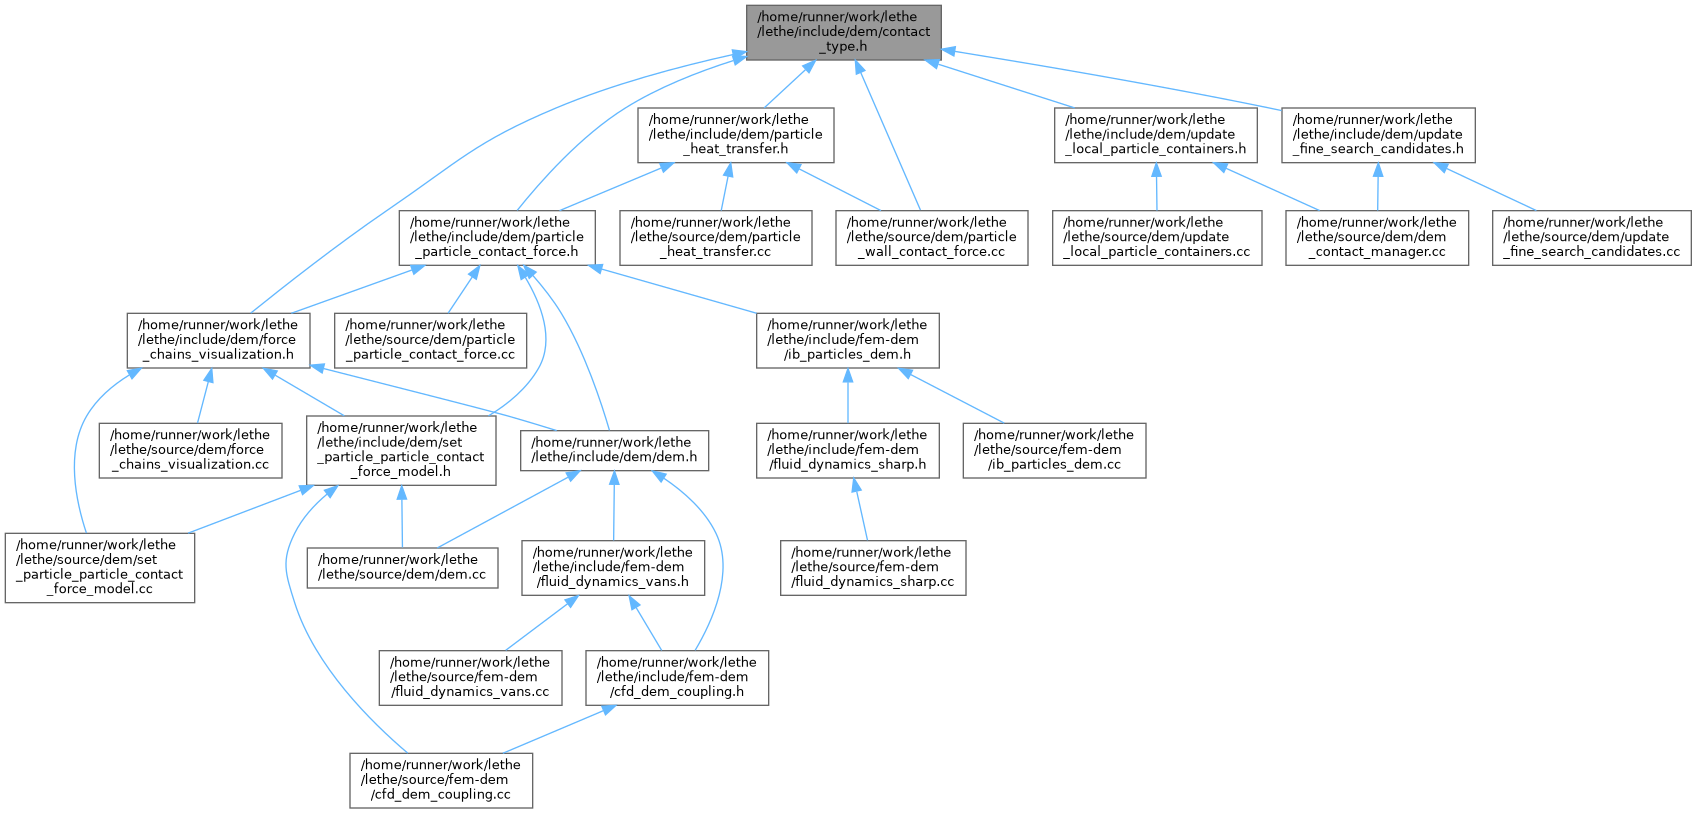 /home/runner/work/lethe
/lethe/include/dem/contact
_type.h
/home/runner/work/lethe
/lethe/include/dem/particle
_heat_transfer.h
/home/runner/work/lethe
/lethe/include/dem/update
_local_particle_containers.h
/home/runner/work/lethe
/lethe/include/dem/update
_fine_search_candidates.h
/home/runner/work/lethe
/lethe/include/dem/particle
_particle_contact_force.h
/home/runner/work/lethe
/lethe/source/dem/particle
_heat_transfer.cc
/home/runner/work/lethe
/lethe/source/dem/particle
_wall_contact_force.cc
/home/runner/work/lethe
/lethe/source/dem/update
_local_particle_containers.cc
/home/runner/work/lethe
/lethe/source/dem/dem
_contact_manager.cc
/home/runner/work/lethe
/lethe/source/dem/update
_fine_search_candidates.cc
/home/runner/work/lethe
/lethe/include/dem/force
_chains_visualization.h
/home/runner/work/lethe
/lethe/source/dem/particle
_particle_contact_force.cc
/home/runner/work/lethe
/lethe/include/fem-dem
/ib_particles_dem.h
/home/runner/work/lethe
/lethe/source/dem/force
_chains_visualization.cc
/home/runner/work/lethe
/lethe/include/dem/set
_particle_particle_contact
_force_model.h
/home/runner/work/lethe
/lethe/include/dem/dem.h
/home/runner/work/lethe
/lethe/include/fem-dem
/fluid_dynamics_sharp.h
/home/runner/work/lethe
/lethe/source/fem-dem
/ib_particles_dem.cc
/home/runner/work/lethe
/lethe/source/dem/set
_particle_particle_contact
_force_model.cc
/home/runner/work/lethe
/lethe/source/dem/dem.cc
/home/runner/work/lethe
/lethe/include/fem-dem
/fluid_dynamics_vans.h
/home/runner/work/lethe
/lethe/source/fem-dem
/fluid_dynamics_sharp.cc
/home/runner/work/lethe
/lethe/source/fem-dem
/fluid_dynamics_vans.cc
/home/runner/work/lethe
/lethe/include/fem-dem
/cfd_dem_coupling.h
/home/runner/work/lethe
/lethe/source/fem-dem
/cfd_dem_coupling.cc